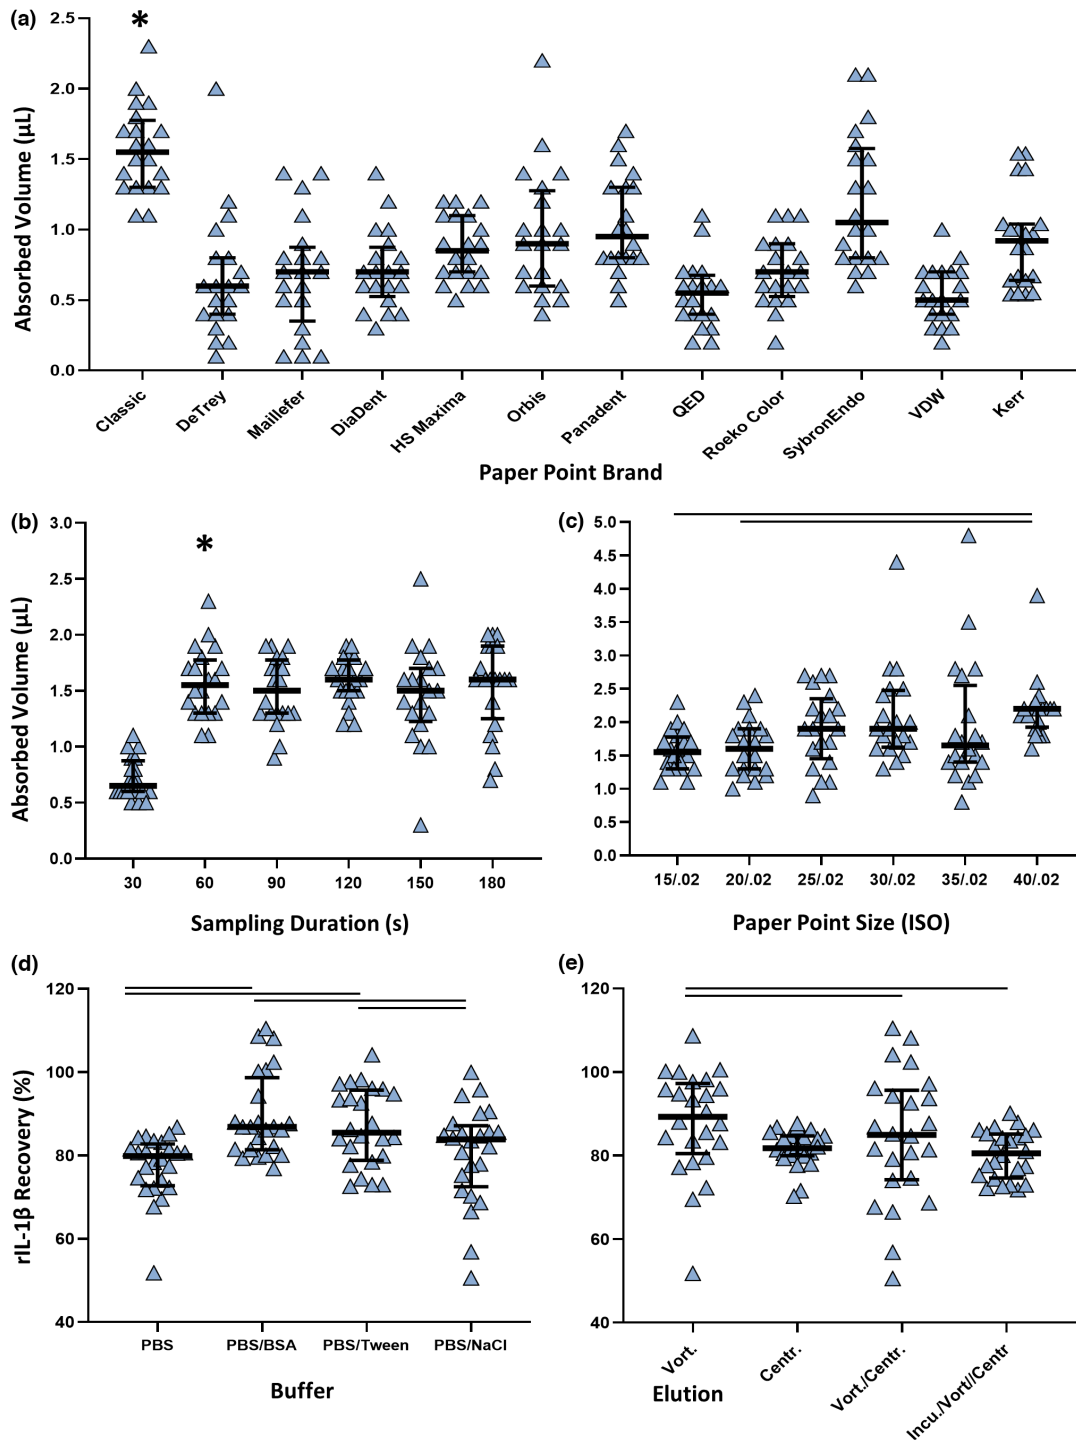 (a)
*
2.5
2.0
1.5
1.0
0.5
0.0
Absorbed Volume (µL)
Classic
DeTrey
Maillefer
DiaDent
HS Maxima
Orbis
Panadent
QED
Roeko Color
SybronEndo
VDW
Kerr
Paper Point Brand
(b)
*
3.0
2.5
2.0
1.5
1.0
0.5
0.0
Absorbed Volume (µL)
30 60 90 120 150 180
Sampling Duration (s)
(c)
5.0
4.5
4.0
3.5
3.0
2.5
2.0
1.5
1.0
0.5
0.0
15/.02 20/.02 25/.02 30/.02 35/.02 40/.02
Paper Point Size (ISO)
(d)
120
100
80
60
40
rIL-1β Recovery (%)
PBS PBS/BSA PBS/Tween PBS/NaCl
Buffer
(e)
120
100
80
60
40
Vort.
Centr.
Vort./Centr.
Incu./Vort//Centr
Elution